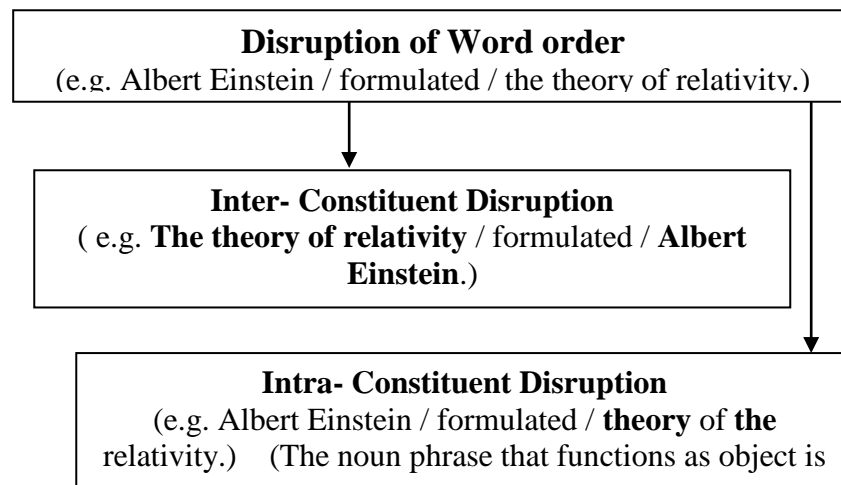 Disruption of Word order
(e.g. Albert Einstein / formulated / the theory of relativity.)
Inter- Constituent Disruption
( e.g. The theory of relativity / formulated / Albert
Einstein.)
Intra- Constituent Disruption
(e.g. Albert Einstein / formulated / theory of the
relativity.) (The noun phrase that functions as object is